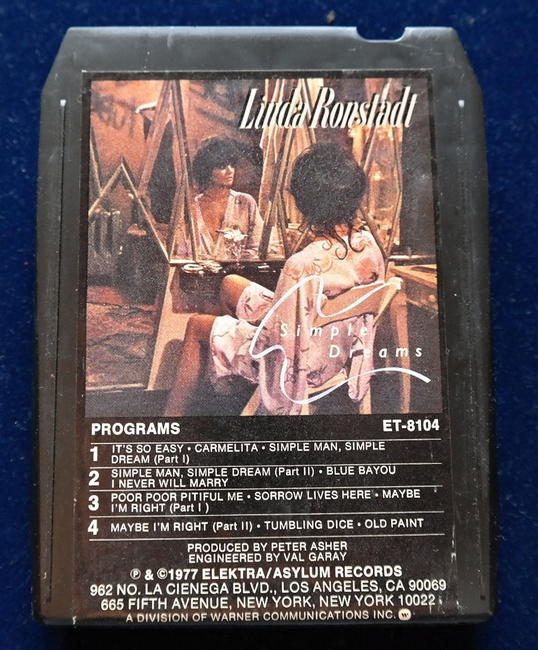 Linda Ronstadt
Simple
Dreams
PROGRAMS ET-8104
1 IT'S SO EASY • CARMELITA • SIMPLE MAN, SIMPLE
DREAM (Part I)
2 SIMPLE MAN, SIMPLE DREAM (Part II) • BLUE BAYOU
I NEVER WILL MARRY
3 POOR POOR PITIFUL ME • SORROW LIVES HERE • MAYBE
I'M RIGHT (Part I )
4 MAYBE I'M RIGHT (Part II) • TUMBLING DICE • OLD PAINT
PRODUCED BY PETER ASHER
ENGINEERED BY VAL GARAY
℗ & ©1977 ELEKTRA/ASYLUM RECORDS
962 NO. LA CIENEGA BLVD., LOS ANGELES, CA 90069
665 FIFTH AVENUE, NEW YORK, NEW YORK 10022
A DIVISION OF WARNER COMMUNICATIONS INC.